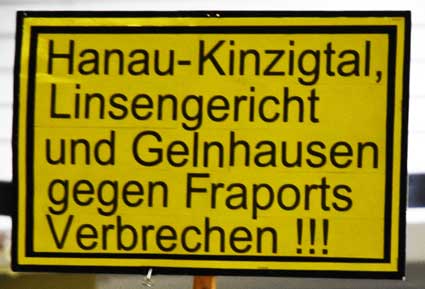 Hanau-Kinzigtal,
Linsengericht
und Gelnhausen
gegen Fraports
Verbrechen !!!